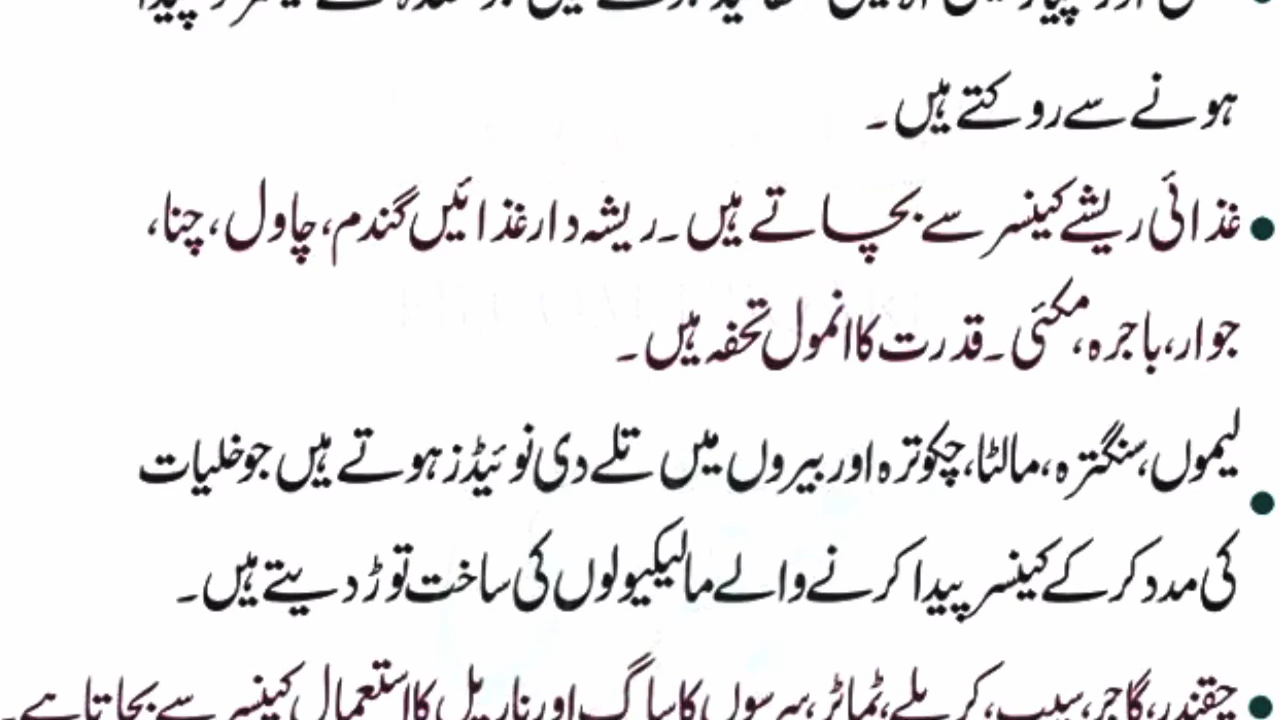 ہونے سے روکتے ہیں۔
غذائی ریشے کینسر سے بچاتے ہیں۔ریشہ دار غذائیں گندم، چاول، چنا،
جوار، باجرہ، مکئی۔قدرت کا انمول تحفہ ہیں۔
لیموں، سنگترہ، مالٹا، چکوترہ اور بیروں میں تلے دی نوئیڈز ہوتے ہیں جو خلیات
کی مدد کر کے کینسر پیدا کرنے والے مالیکیولوں کی ساخت توڑ دیتے ہیں۔
چقندر، گاجر، سیب، کریلے، ٹماٹر، سرسوں کا ساگ اور ناریل کا استعمال کینسر سے بچاتا ہے۔